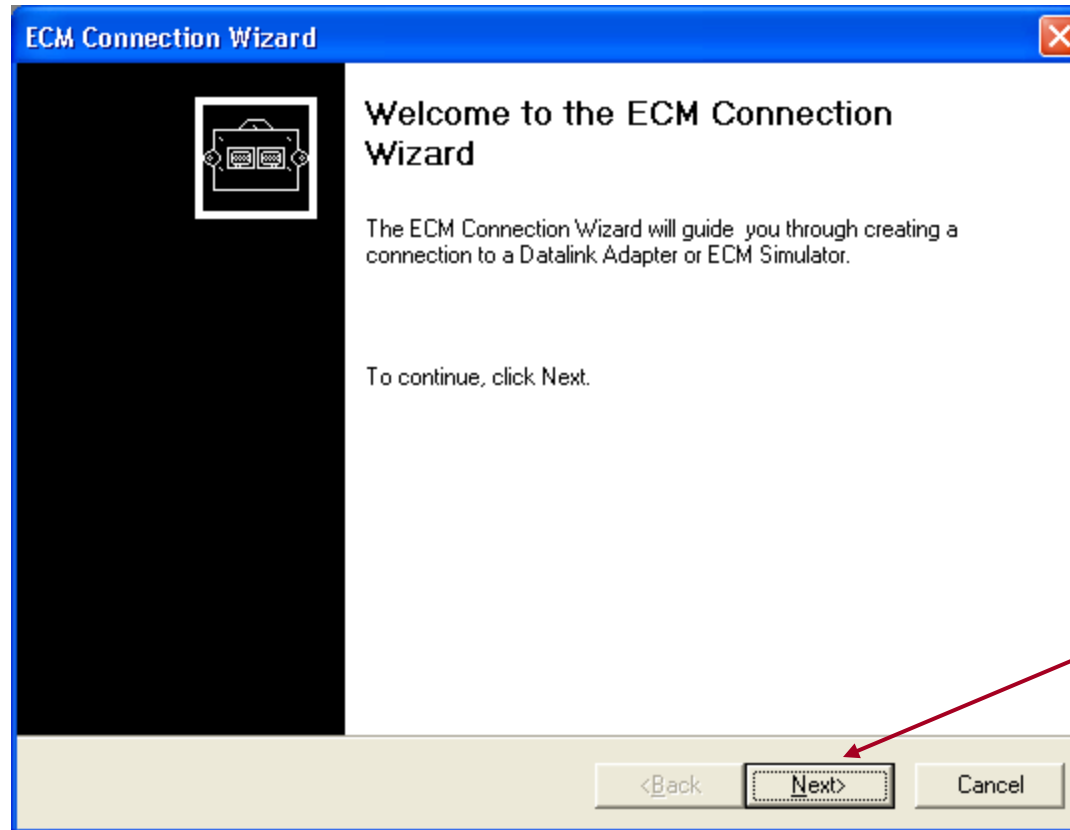 ECM Connection Wizard
Welcome to the ECM Connection
Wizard
The ECM Connection Wizard will guide  you through creating a
connection to a Datalink Adapter or ECM Simulator.
To continue, click Next.
<Back Next> Cancel